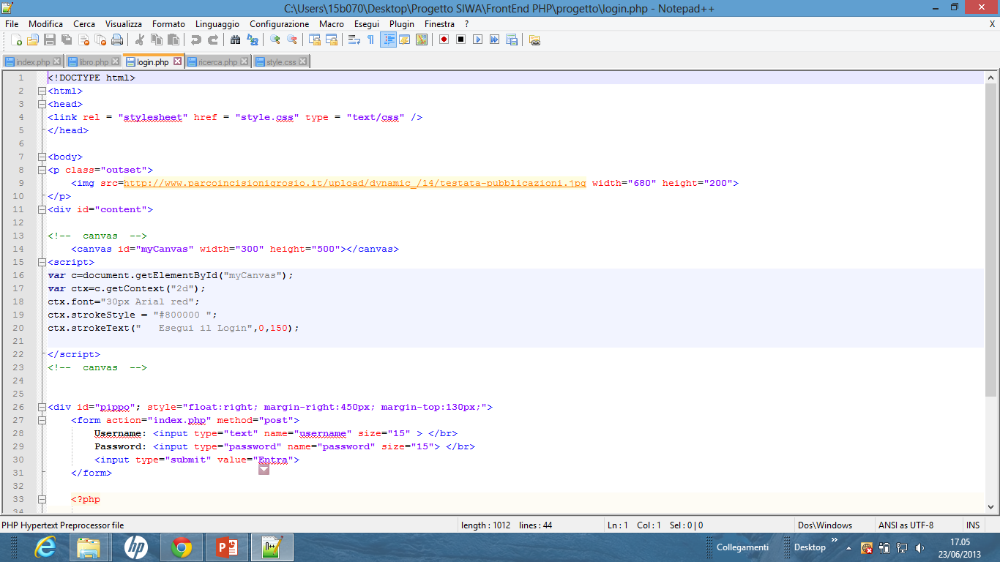 C:\Users\15b070\Desktop\Progetto SIWA\FrontEnd PHP\progetto\login.php - Notepad++
File Modifica Cerca Visualizza Formato Linguaggio Configurazione Macro Esegui Plugin Finestra ? X
index.php libro.php login.php ricerca.php style.css
1 <!DOCTYPE html>
2 <html>
3 <head>
4 <link rel = "stylesheet" href = "style.css" type = "text/css" />
5 </head>
6
7 <body>
8 <p class="outset">
9 <img src=http://www.parcoincisionigrosio.it/upload/dynamic_/14/testata-pubblicazioni.jpg width="680" height="200">
10 </p>
11 <div id="content">
12
13 <!-- canvas -->
14 <canvas id="myCanvas" width="300" height="500"></canvas>
15 <script>
16 var c=document.getElementById("myCanvas");
17 var ctx=c.getContext("2d");
18 ctx.font="30px Arial red";
19 ctx.strokeStyle = "#800000 ";
20 ctx.strokeText("   Esegui il Login",0,150);
21
22 </script>
23 <!-- canvas -->
24
25
26 <div id="pippo"; style="float:right; margin-right:450px; margin-top:130px;">
27 <form action="index.php" method="post">
28 Username: <input type="text" name="username" size="15" > </br>
29 Password: <input type="password" name="password" size="15"> </br>
30 <input type="submit" value="Entra">
31 </form>
32
33 <?php
34
PHP Hypertext Preprocessor file length : 1012 lines : 44 Ln : 1 Col : 1 Sel : 0 | 0 Dos\Windows ANSI as UTF-8 INS
Collegamenti Desktop 17.05
23/06/2013